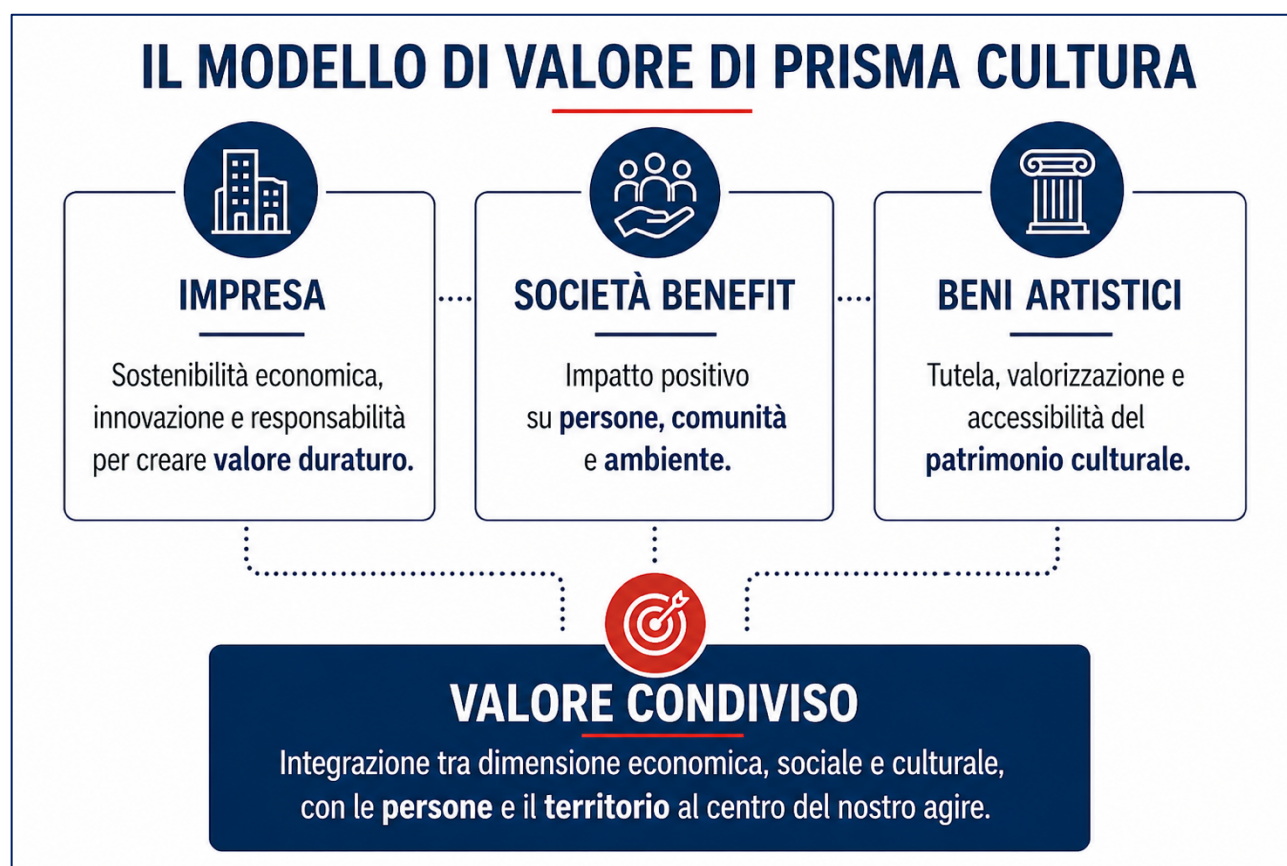 IL MODELLO DI VALORE DI PRISMA CULTURA
IMPRESA
Sostenibilità economica,
innovazione e responsabilità
per creare valore duraturo.
SOCIETÀ BENEFIT
Impatto positivo
su persone, comunità
e ambiente.
BENI ARTISTICI
Tutela, valorizzazione e
accessibilità del
patrimonio culturale.
VALORE CONDIVISO
Integrazione tra dimensione economica, sociale e culturale,
con le persone e il territorio al centro del nostro agire.